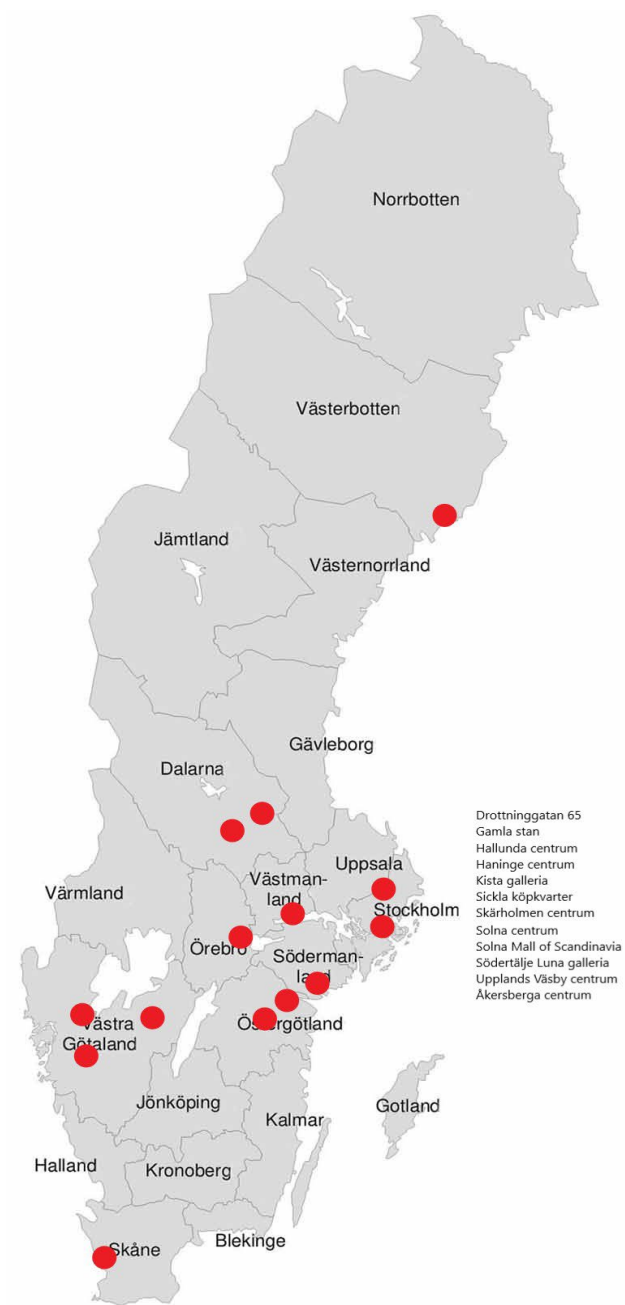 Norrbotten
Västerbotten
Jämtland
Västernorrland
Gävleborg
Dalarna
Drottninggatan 65
Gamla stan
Hallunda centrum
Haninge centrum
Kista galleria
Sickla köpkvarter
Skärholmen centrum
Solna centrum
Solna Mall of Scandinavia
Södertälje Luna galleria
Upplands Väsby centrum
Åkersberga centrum
Uppsala
Västman-
land
Värmland
Stockholm
Örebro
Söderman-
land
Västra
Götaland
Östergötland
Jönköping
Kalmar
Gotland
Halland
Kronoberg
Blekinge
Skåne